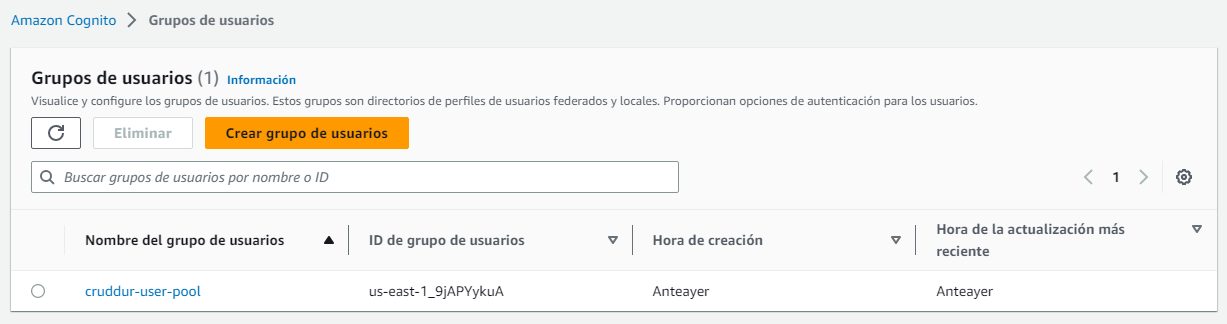 Amazon Cognito > Grupos de usuarios
Grupos de usuarios (1) Información
Visualice y configure los grupos de usuarios. Estos grupos son directorios de perfiles de usuarios federados y locales. Proporcionan opciones de autenticación para los usuarios.
Eliminar Crear grupo de usuarios
Buscar grupos de usuarios por nombre o ID
1
Nombre del grupo de usuarios ID de grupo de usuarios Hora de creación Hora de la actualización más
reciente
cruddur-user-pool us-east-1_9jAPYykuA Anteayer Anteayer